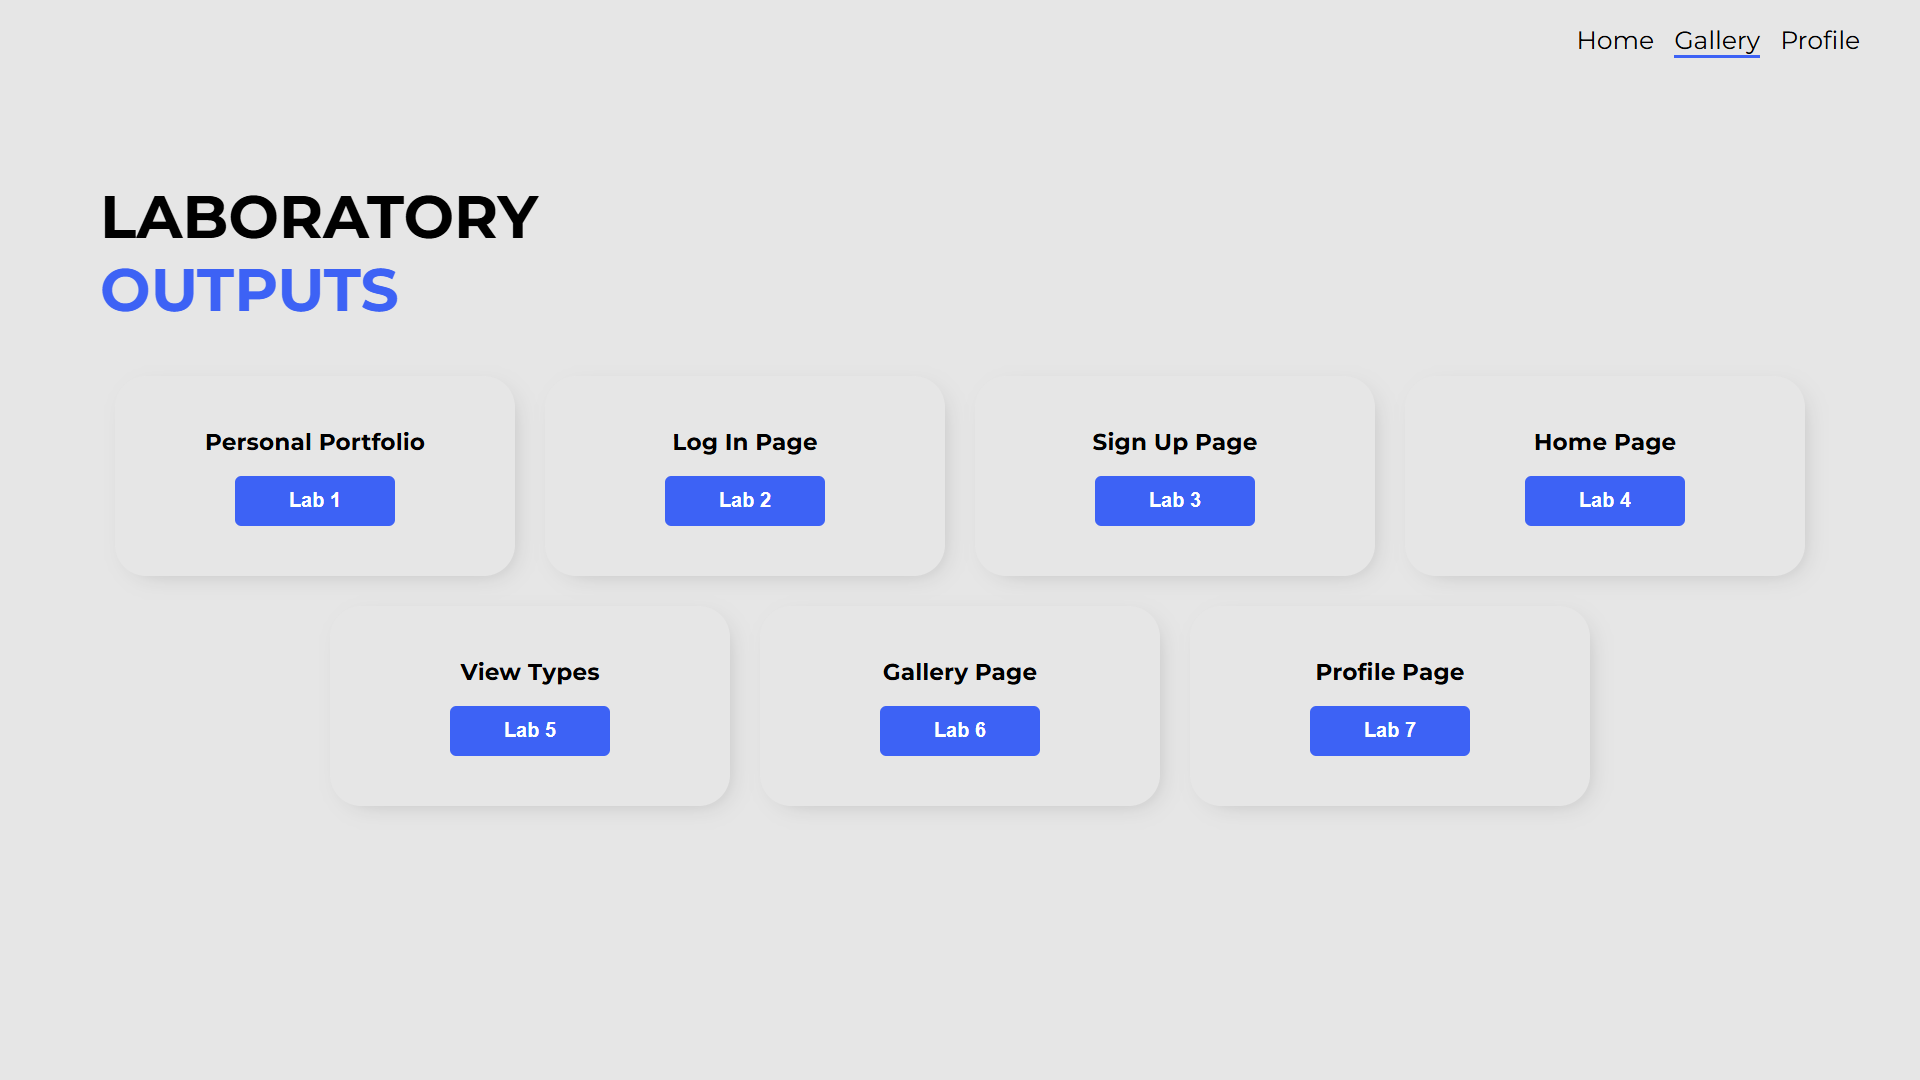 Home Gallery Profile
LABORATORY
OUTPUTS
Personal Portfolio
Lab 1
Log In Page
Lab 2
Sign Up Page
Lab 3
Home Page
Lab 4
View Types
Lab 5
Gallery Page
Lab 6
Profile Page
Lab 7